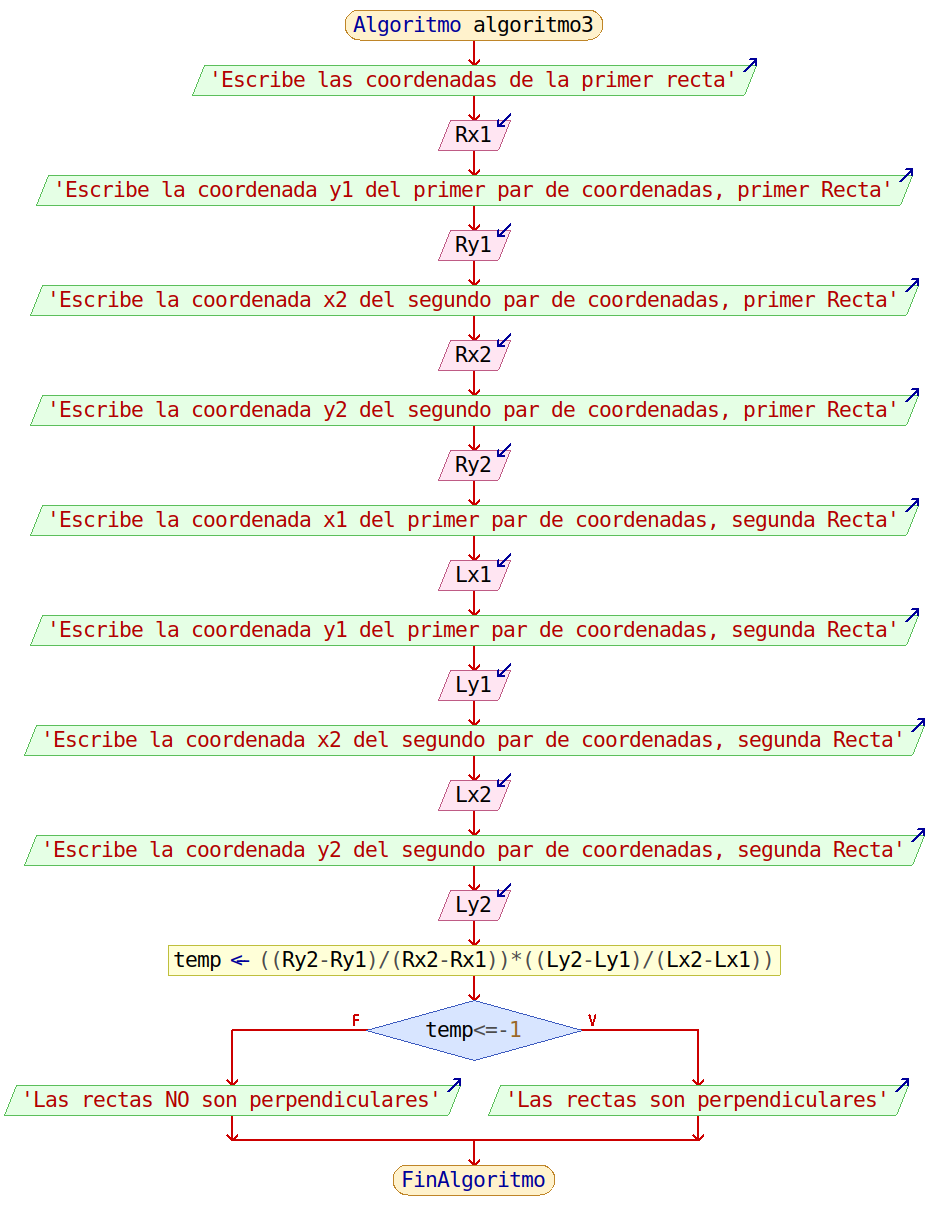 Algoritmo algoritmo3
'Escribe las coordenadas de la primer recta'
Rx1
'Escribe la coordenada y1 del primer par de coordenadas, primer Recta'
Ry1
'Escribe la coordenada x2 del segundo par de coordenadas, primer Recta'
Rx2
'Escribe la coordenada y2 del segundo par de coordenadas, primer Recta'
Ry2
'Escribe la coordenada x1 del primer par de coordenadas, segunda Recta'
Lx1
'Escribe la coordenada y1 del primer par de coordenadas, segunda Recta'
Ly1
'Escribe la coordenada x2 del segundo par de coordenadas, segunda Recta'
Lx2
'Escribe la coordenada y2 del segundo par de coordenadas, segunda Recta'
Ly2
temp <- ((Ry2-Ry1)/(Rx2-Rx1))*((Ly2-Ly1)/(Lx2-Lx1))
F
V
temp<=-1
'Las rectas NO son perpendiculares'
'Las rectas son perpendiculares'
FinAlgoritmo